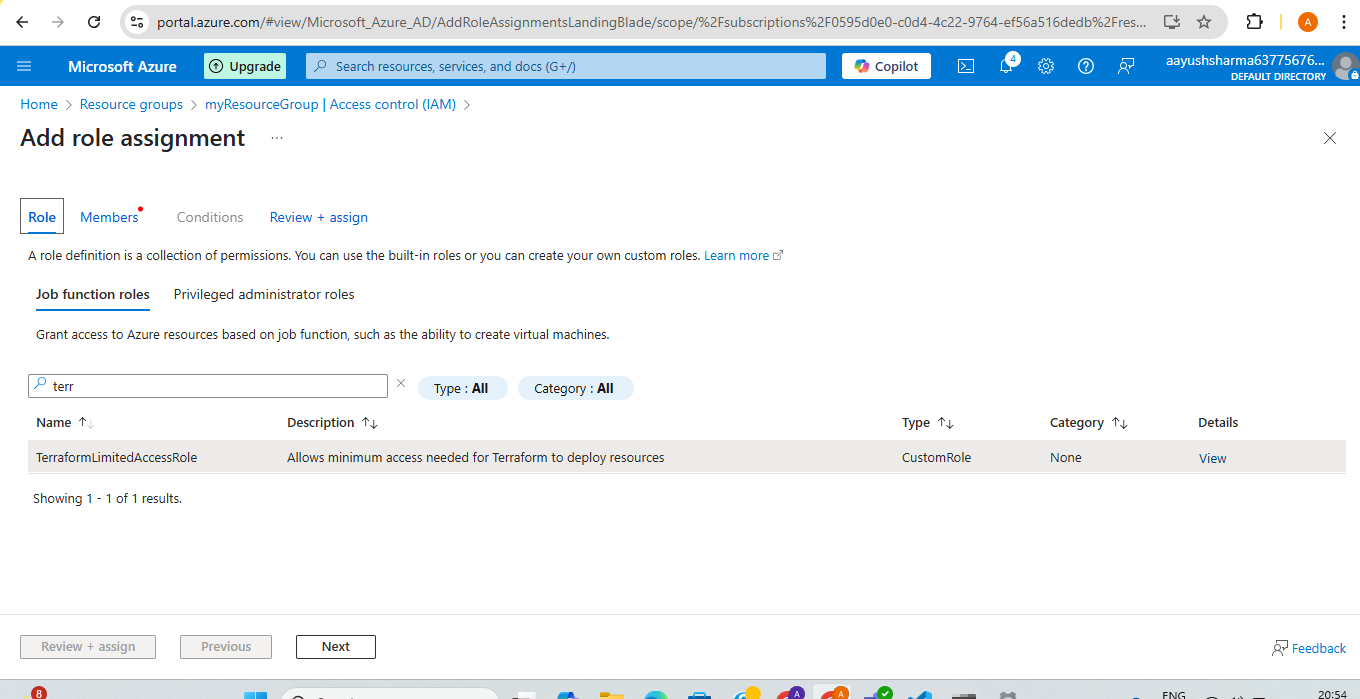 portal.azure.com/#view/Microsoft_Azure_AD/AddRoleAssignmentsLandingBlade/scope/%2Fsubscriptions%2F0595d0e0-c0d4-4c22-9764-ef56a516dedb%2Fres... A
Microsoft Azure Upgrade Search resources, services, and docs (G+/) Copilot 4 aayushsharma63775676...
DEFAULT DIRECTORY
Home > Resource groups > myResourceGroup | Access control (IAM) >
Add role assignment ...
Role Members Conditions Review + assign
A role definition is a collection of permissions. You can use the built-in roles or you can create your own custom roles. Learn more
Job function roles Privileged administrator roles
Grant access to Azure resources based on job function, such as the ability to create virtual machines.
terr Type : All Category : All
Name Description Type Category Details
TerraformLimitedAccessRole Allows minimum access needed for Terraform to deploy resources CustomRole None View
Showing 1 - 1 of 1 results.
Review + assign Previous Next Feedback
8 A A ENG 20:54